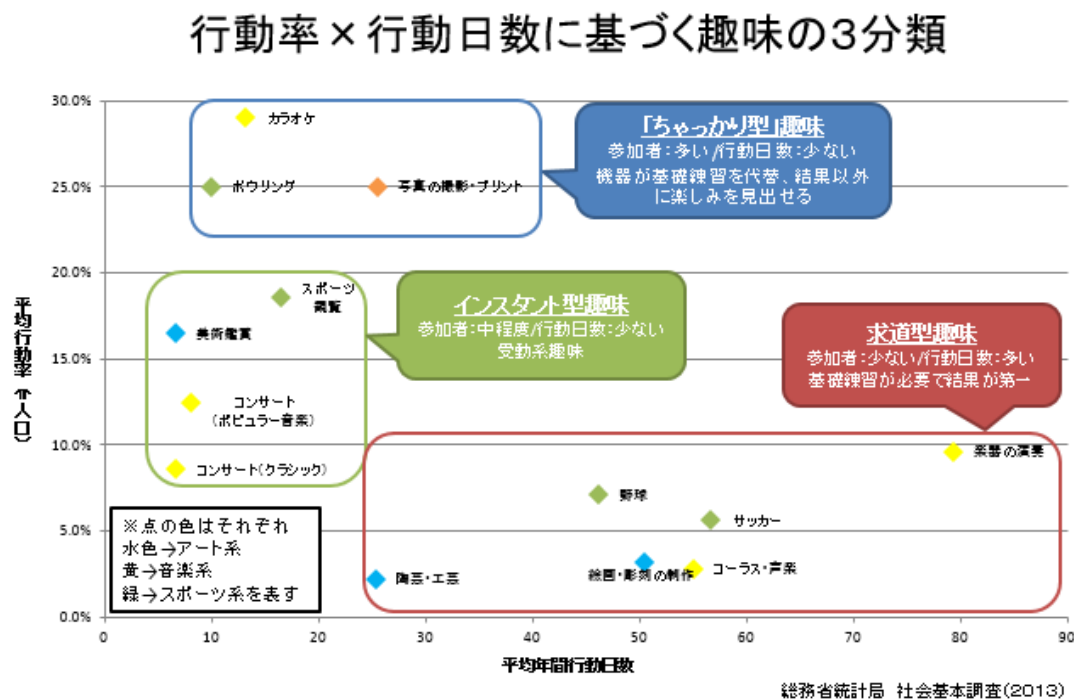 行動率×行動日数に基づく趣味の3分類
30.0%
25.0%
20.0%
15.0%
10.0%
5.0%
0.0%
平均行動率(対人口)
カラオケ
ボウリング
写真の撮影・プリント
「ちゃっかり型」趣味
参加者:多い/行動日数:少ない
機器が基礎練習を代替、結果以外
に楽しみを見出せる
スポーツ
観覧
美術鑑賞
コンサート
(ポピュラー音楽)
コンサート(クラシック)
インスタント型趣味
参加者:中程度/行動日数:少ない
受動系趣味
求道型趣味
参加者:少ない/行動日数:多い
基礎練習が必要で結果が第一
楽器の演奏
野球
サッカー
絵画・彫刻の制作
コーラス・声楽
陶芸・工芸
※点の色はそれぞれ
水色→アート系
黄→音楽系
緑→スポーツ系を表す
0
10
20
30
40
50
60
70
80
90
平均年間行動日数
総務省統計局 社会基本調査(2013)